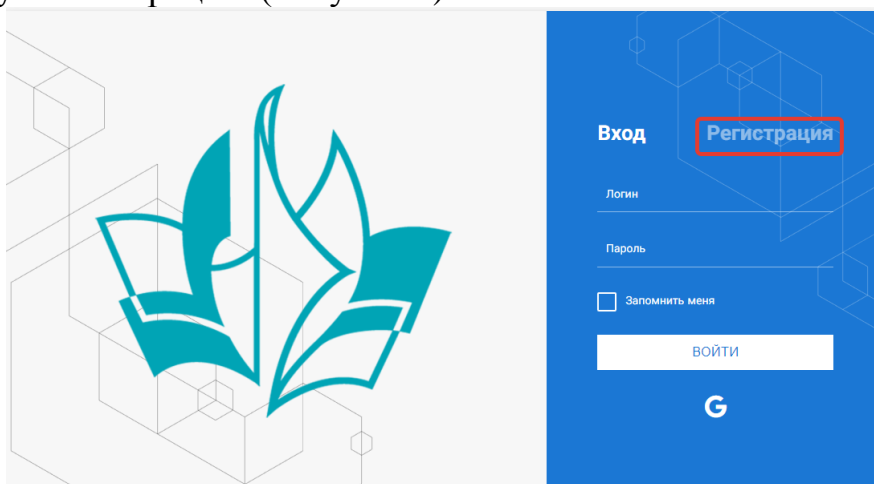 Вход Регистрация
Логин
Пароль
Запомнить меня
ВОЙТИ
G